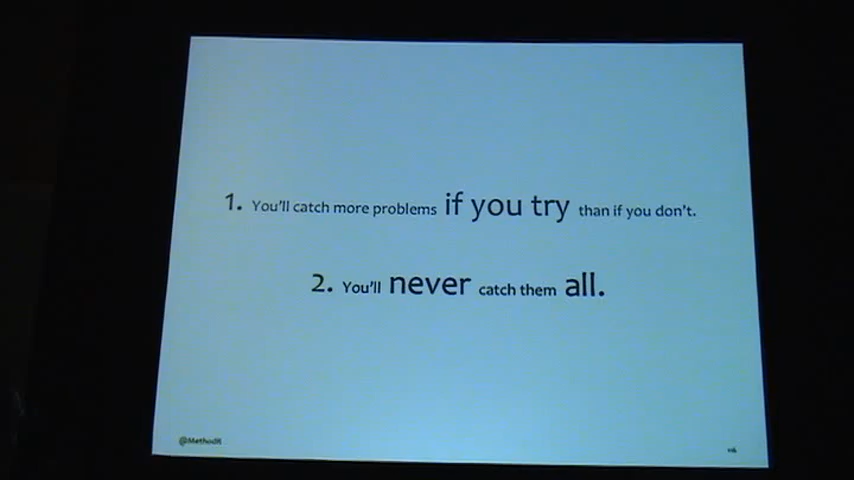 1. You'll catch more problems if you try than if you don't.
2. You'll never catch them all.
@MethodR